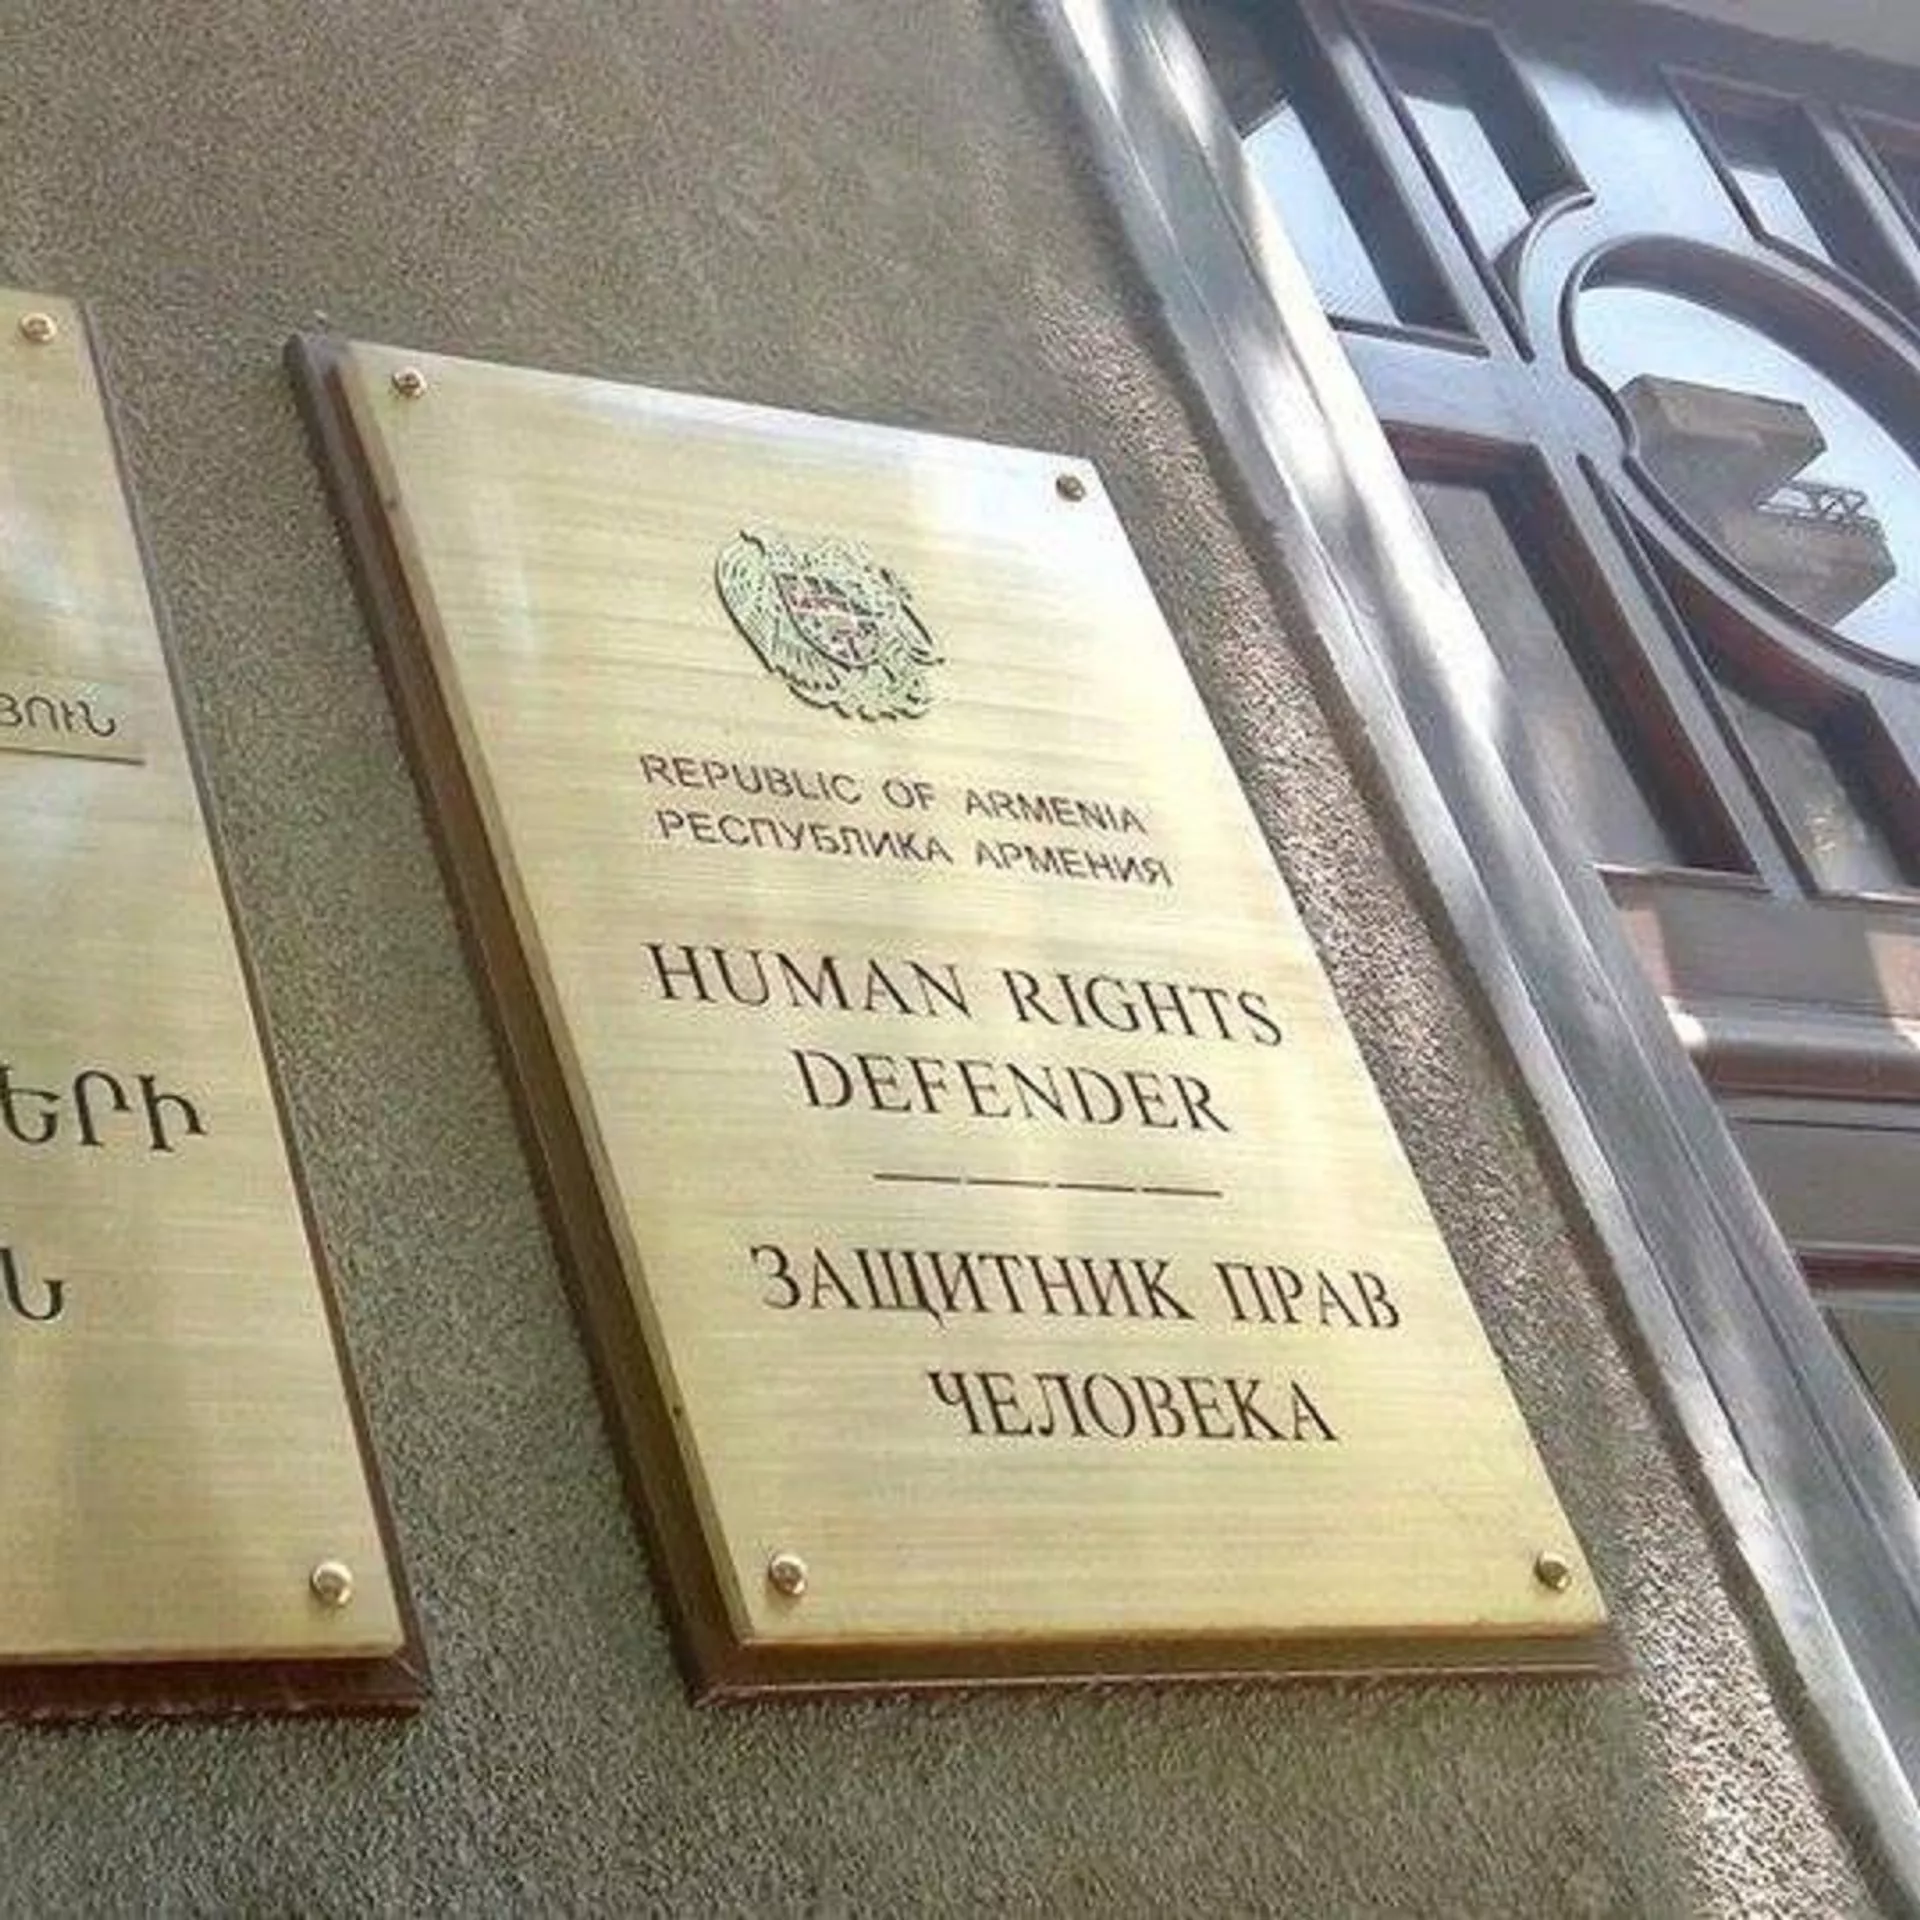 REPUBLIC OF ARMENIA
РЕСПУБЛИКА АРМЕНИЯ
HUMAN RIGHTS
DEFENDER
ЗАЩИТНИК ПРАВ
ЧЕЛОВЕКА